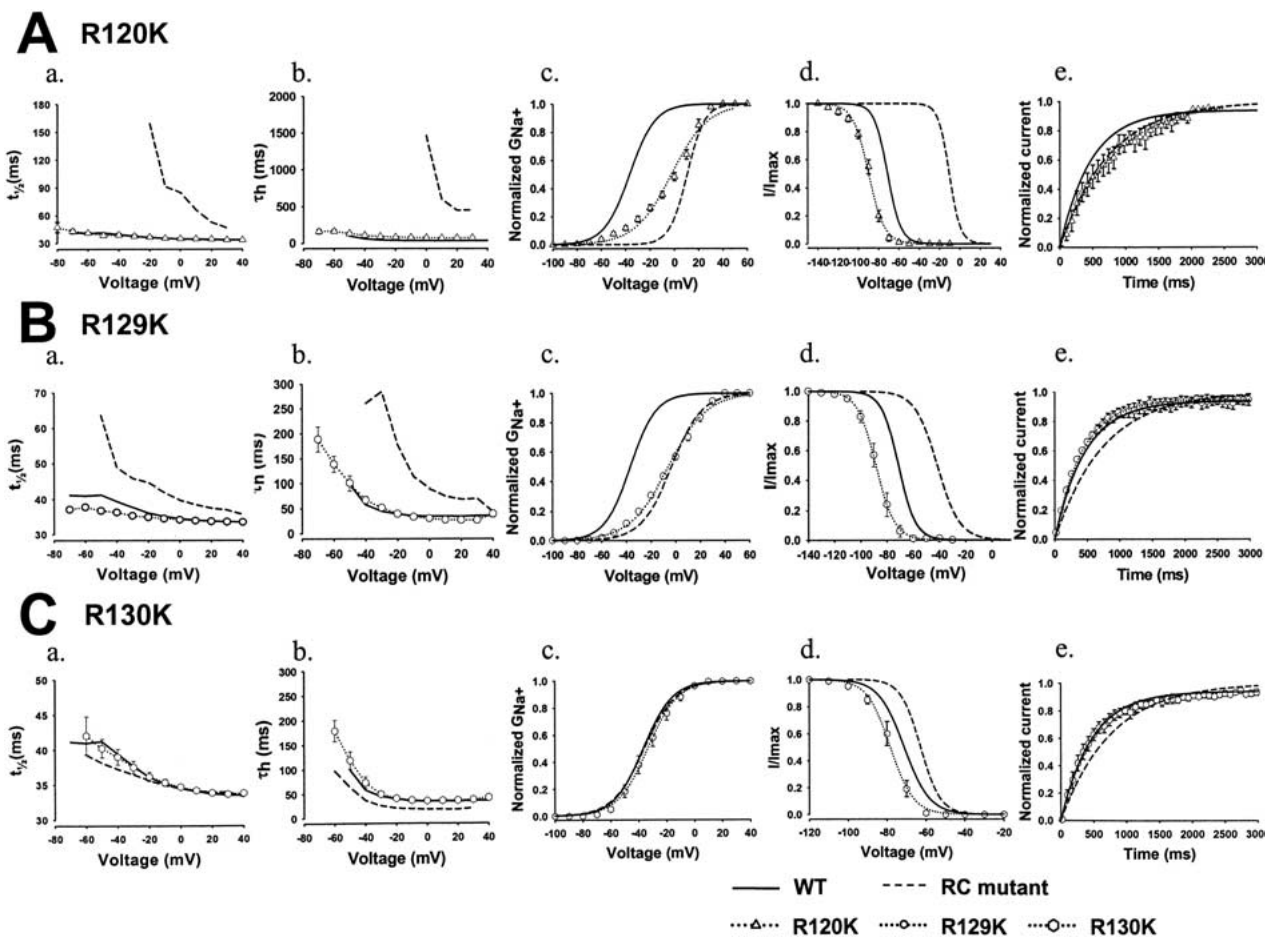 A R120K
a. b. c. d. e.
t½(ms)
180
150
120
90
60
30
-80 -60 -40 -20 0 20 40
Voltage (mV)
τh (ms)
2000
1500
1000
500
0
-80 -60 -40 -20 0 20 40
Voltage (mV)
Normalized GNa+
1.0
0.8
0.6
0.4
0.2
0.0
-100 -80 -60 -40 -20 0 20 40 60
Voltage (mV)
I/Imax
1.0
0.8
0.6
0.4
0.2
0.0
-140-120-100-80 -60 -40 -20 0 20 40
Voltage (mV)
Normalized current
1.0
0.8
0.6
0.4
0.2
0.0
0 500 1000 1500 2000 2500 3000
Time (ms)
B R129K
a. b. c. d. e.
t½(ms)
70
60
50
40
30
-80 -60 -40 -20 0 20 40
Voltage (mV)
(ms)
300
250
200
150
100
50
0
-80 -60 -40 -20 0 20 40
Voltage (mV)
Normalized GNa+
1.0
0.8
0.6
0.4
0.2
0.0
-100 -80 -60 -40 -20 0 20 40 60
Voltage (mV)
I/Imax
1.0
0.8
0.6
0.4
0.2
0.0
-140 -120 -100 -80 -60 -40 -20 0
Voltage (mV)
Normalized current
1.0
0.8
0.6
0.4
0.2
0.0
0 500 1000 1500 2000 2500 3000
Time (ms)
C R130K
a. b. c. d. e.
t½(ms)
50
45
40
35
30
-80 -60 -40 -20 0 20 40
Voltage (mV)
τh (ms)
300
250
200
150
100
50
0
-80 -60 -40 -20 0 20 40
Voltage (mV)
Normalized GNa+
1.0
0.8
0.6
0.4
0.2
0.0
-100 -80 -60 -40 -20 0 20 40
Voltage (mV)
I/Imax
1.0
0.8
0.6
0.4
0.2
0.0
-120 -100 -80 -60 -40 -20
Voltage (mV)
Normalized current
1.0
0.8
0.6
0.4
0.2
0.0
0 500 1000 1500 2000 2500 3000
Time (ms)
WT RC mutant
R120K R129K R130K